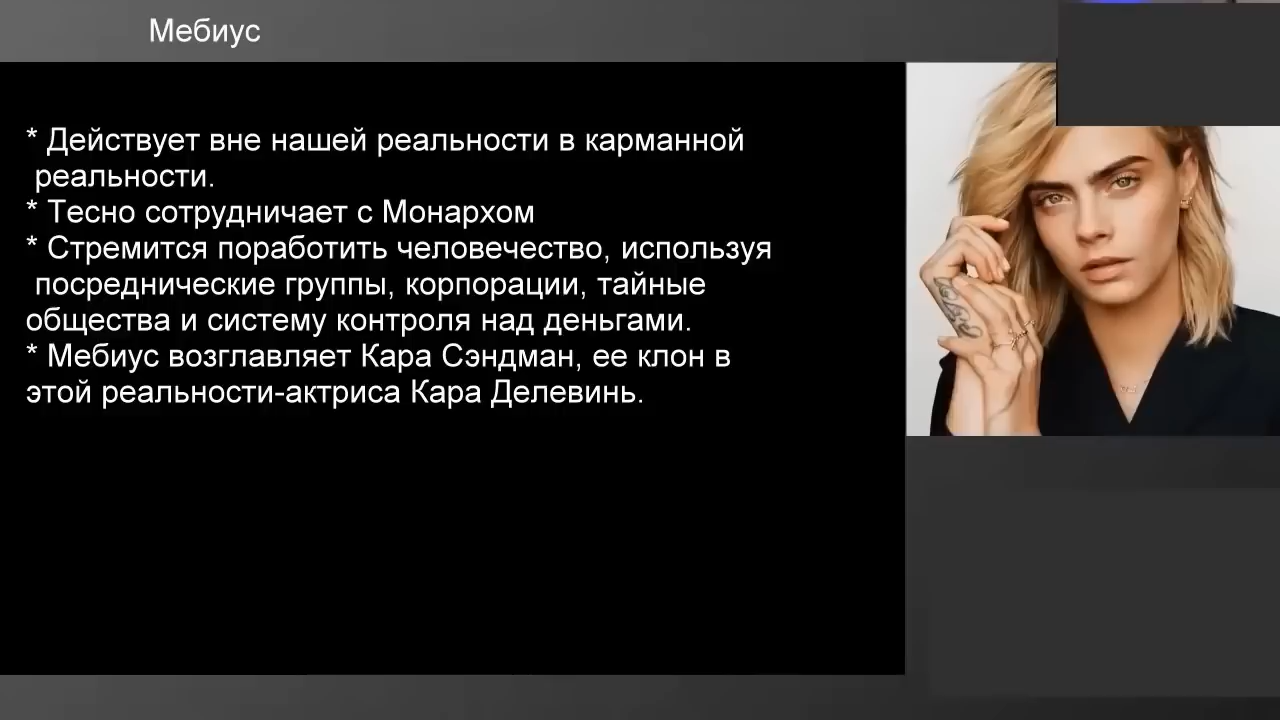 Мебиус
* Действует вне нашей реальности в карманной
реальности.
* Тесно сотрудничает с Монархом
* Стремится поработить человечество, используя
посреднические группы, корпорации, тайные
общества и систему контроля над деньгами.
* Мебиус возглавляет Кара Сэндман, ее клон в
этой реальности-актриса Кара Делевинь.